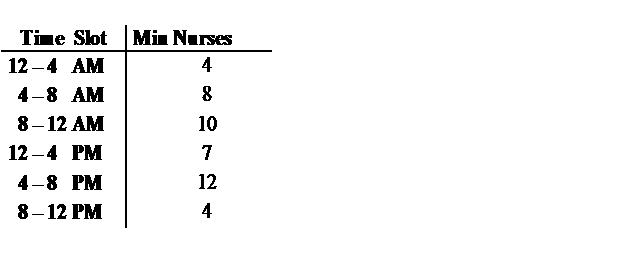 Time Slot Min Nurses
12 – 4 AM 4
4 – 8 AM 8
8 – 12 AM 10
12 – 4 PM 7
4 – 8 PM 12
8 – 12 PM 4